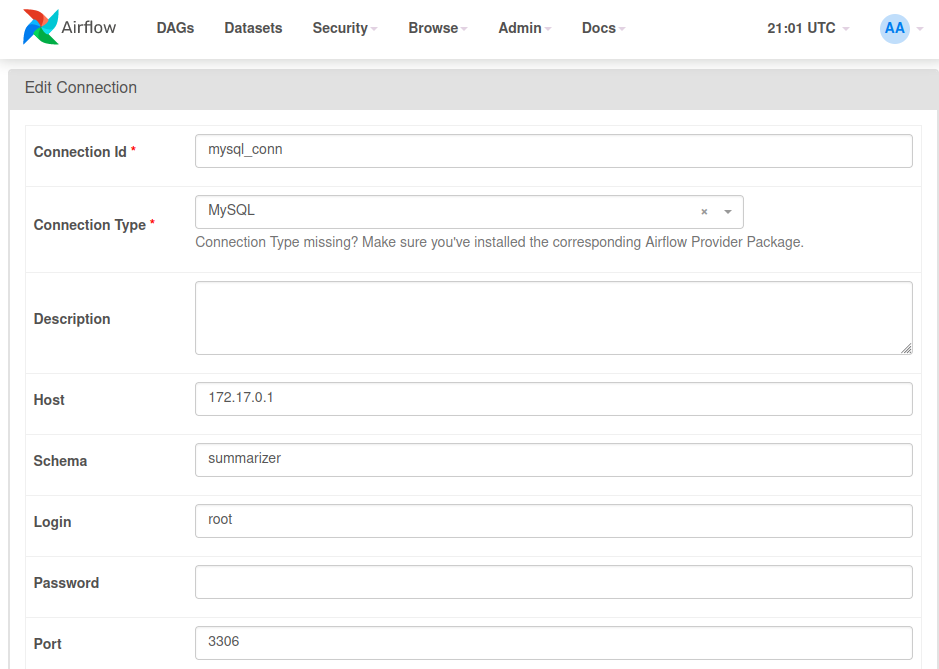 Airflow DAGs Datasets Security Browse Admin Docs 21:01 UTC AA
Edit Connection
Connection Id * mysql_conn
Connection Type * MySQL × 
Connection Type missing? Make sure you've installed the corresponding Airflow Provider Package.
Description
Host 172.17.0.1
Schema summarizer
Login root
Password
Port 3306